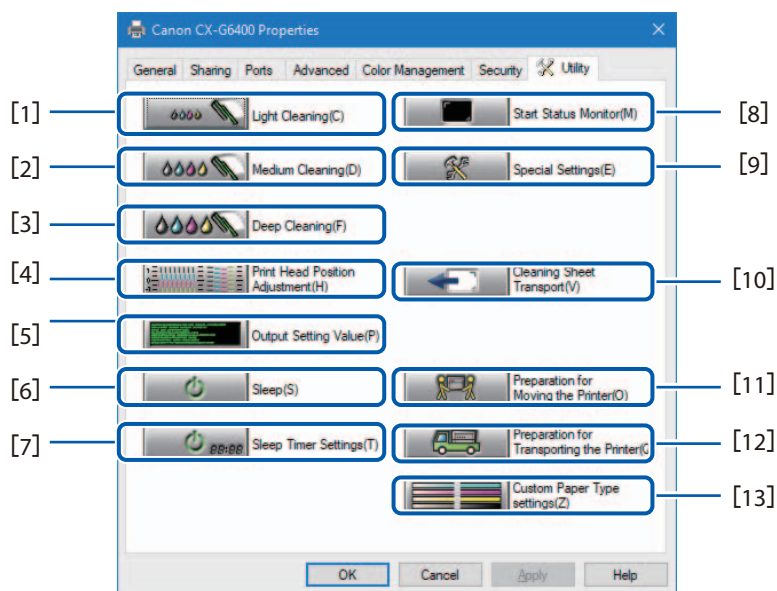 Canon CX-G6400 Properties
General Sharing Ports Advanced Color Management Security Utility
[1] Light Cleaning(C)
Start Status Monitor(M) [8]
[2] Medium Cleaning(D)
Special Settings(E) [9]
[3] Deep Cleaning(F)
[4] Print Head Position
Adjustment(H)
Cleaning Sheet
Transport(V) [10]
[5] Output Setting Value(P)
[6] Sleep(S)
Preparation for
Moving the Printer(O) [11]
[7] 88:88 Sleep Timer Settings(T)
Preparation for
Transporting the Printer( [12]
Custom Paper Type
settings(Z) [13]
OK Cancel Apply Help